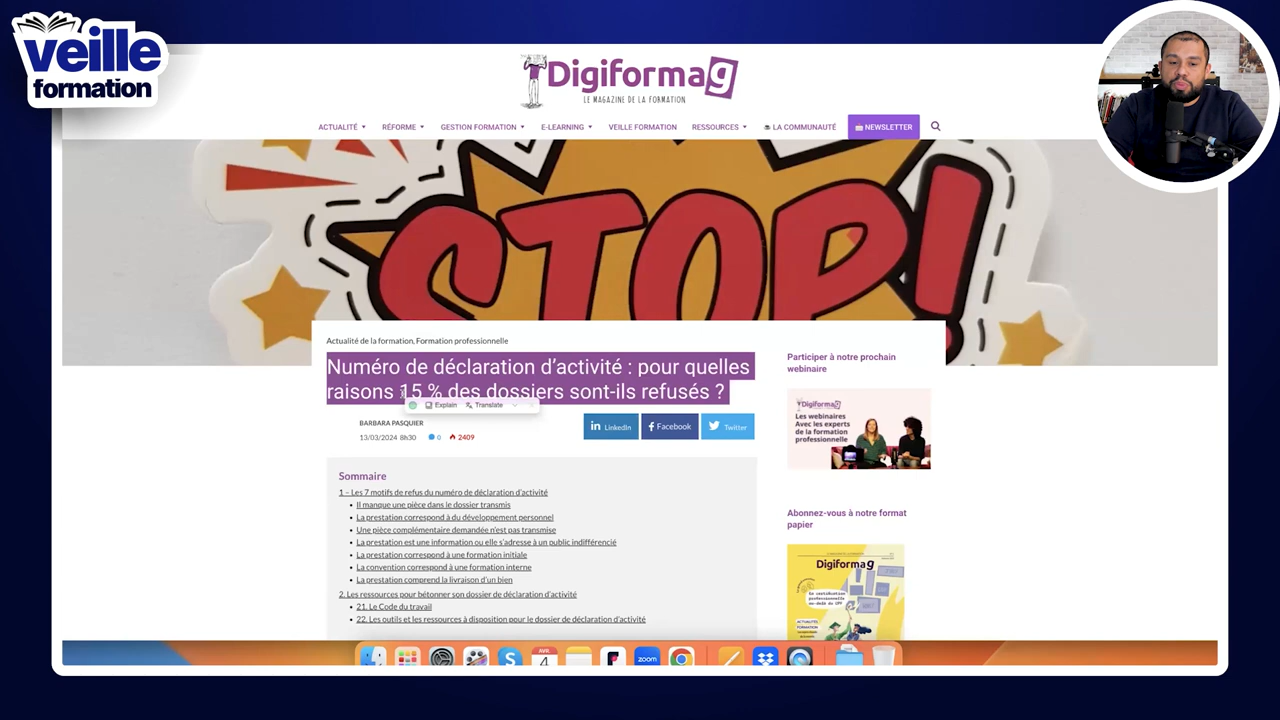 veille
formation
Digiformag
LE MAGAZINE DE LA FORMATION
ACTUALITÉ
RÉFORME
GESTION FORMATION
E-LEARNING
VEILLE FORMATION
RESSOURCES
LA COMMUNAUTÉ
NEWSLETTER
STOP!
Actualité de la formation, Formation professionnelle
Numéro de déclaration d'activité : pour quelles
raisons 15 % des dossiers sont-ils refusés ?
Explain
Translate
BARBARA PASQUIER
13/03/2024 8h30
0
2409
in LinkedIn
Facebook
Twitter
Sommaire
1 – Les 7 motifs de refus du numéro de déclaration d'activité
Il manque une pièce dans le dossier transmis
La prestation correspond à du développement personnel
Une pièce complémentaire demandée n'est pas transmise
La prestation est une information ou elle s'adresse à un public indifférencié
La prestation correspond à une formation initiale
La convention correspond à une formation interne
La prestation comprend la livraison d'un bien
2. Les ressources pour bétonner son dossier de déclaration d'activité
21. Le Code du travail
22. Les outils et les ressources à disposition pour le dossier de déclaration d'activité
Participer à notre prochain
webinaire
Digiformag
Les webinaires
Avec les experts
de la formation
professionnelle
Abonnez-vous à notre format
papier
Digiformag
AVR.
4
zoom